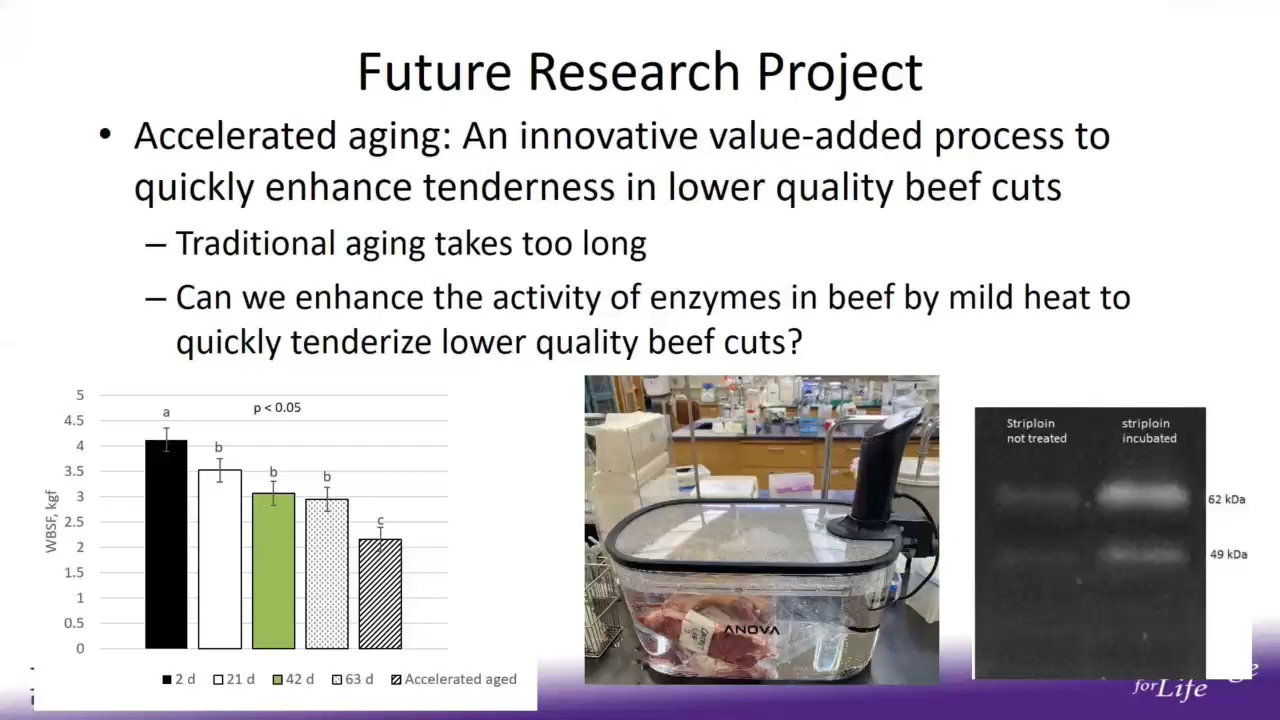 Future Research Project
• Accelerated aging: An innovative value-added process to
quickly enhance tenderness in lower quality beef cuts
– Traditional aging takes too long
– Can we enhance the activity of enzymes in beef by mild heat to
quickly tenderize lower quality beef cuts?
5
4.5
4
3.5
3
2.5
2
1.5
1
0.5
0
WBSF, kgf
p < 0.05
a
b
b
b
c
2 d
21 d
42 d
63 d
Accelerated aged
ANOVA
Striploin
not treated
striploin
incubated
62 kDa
49 kDa
for Life